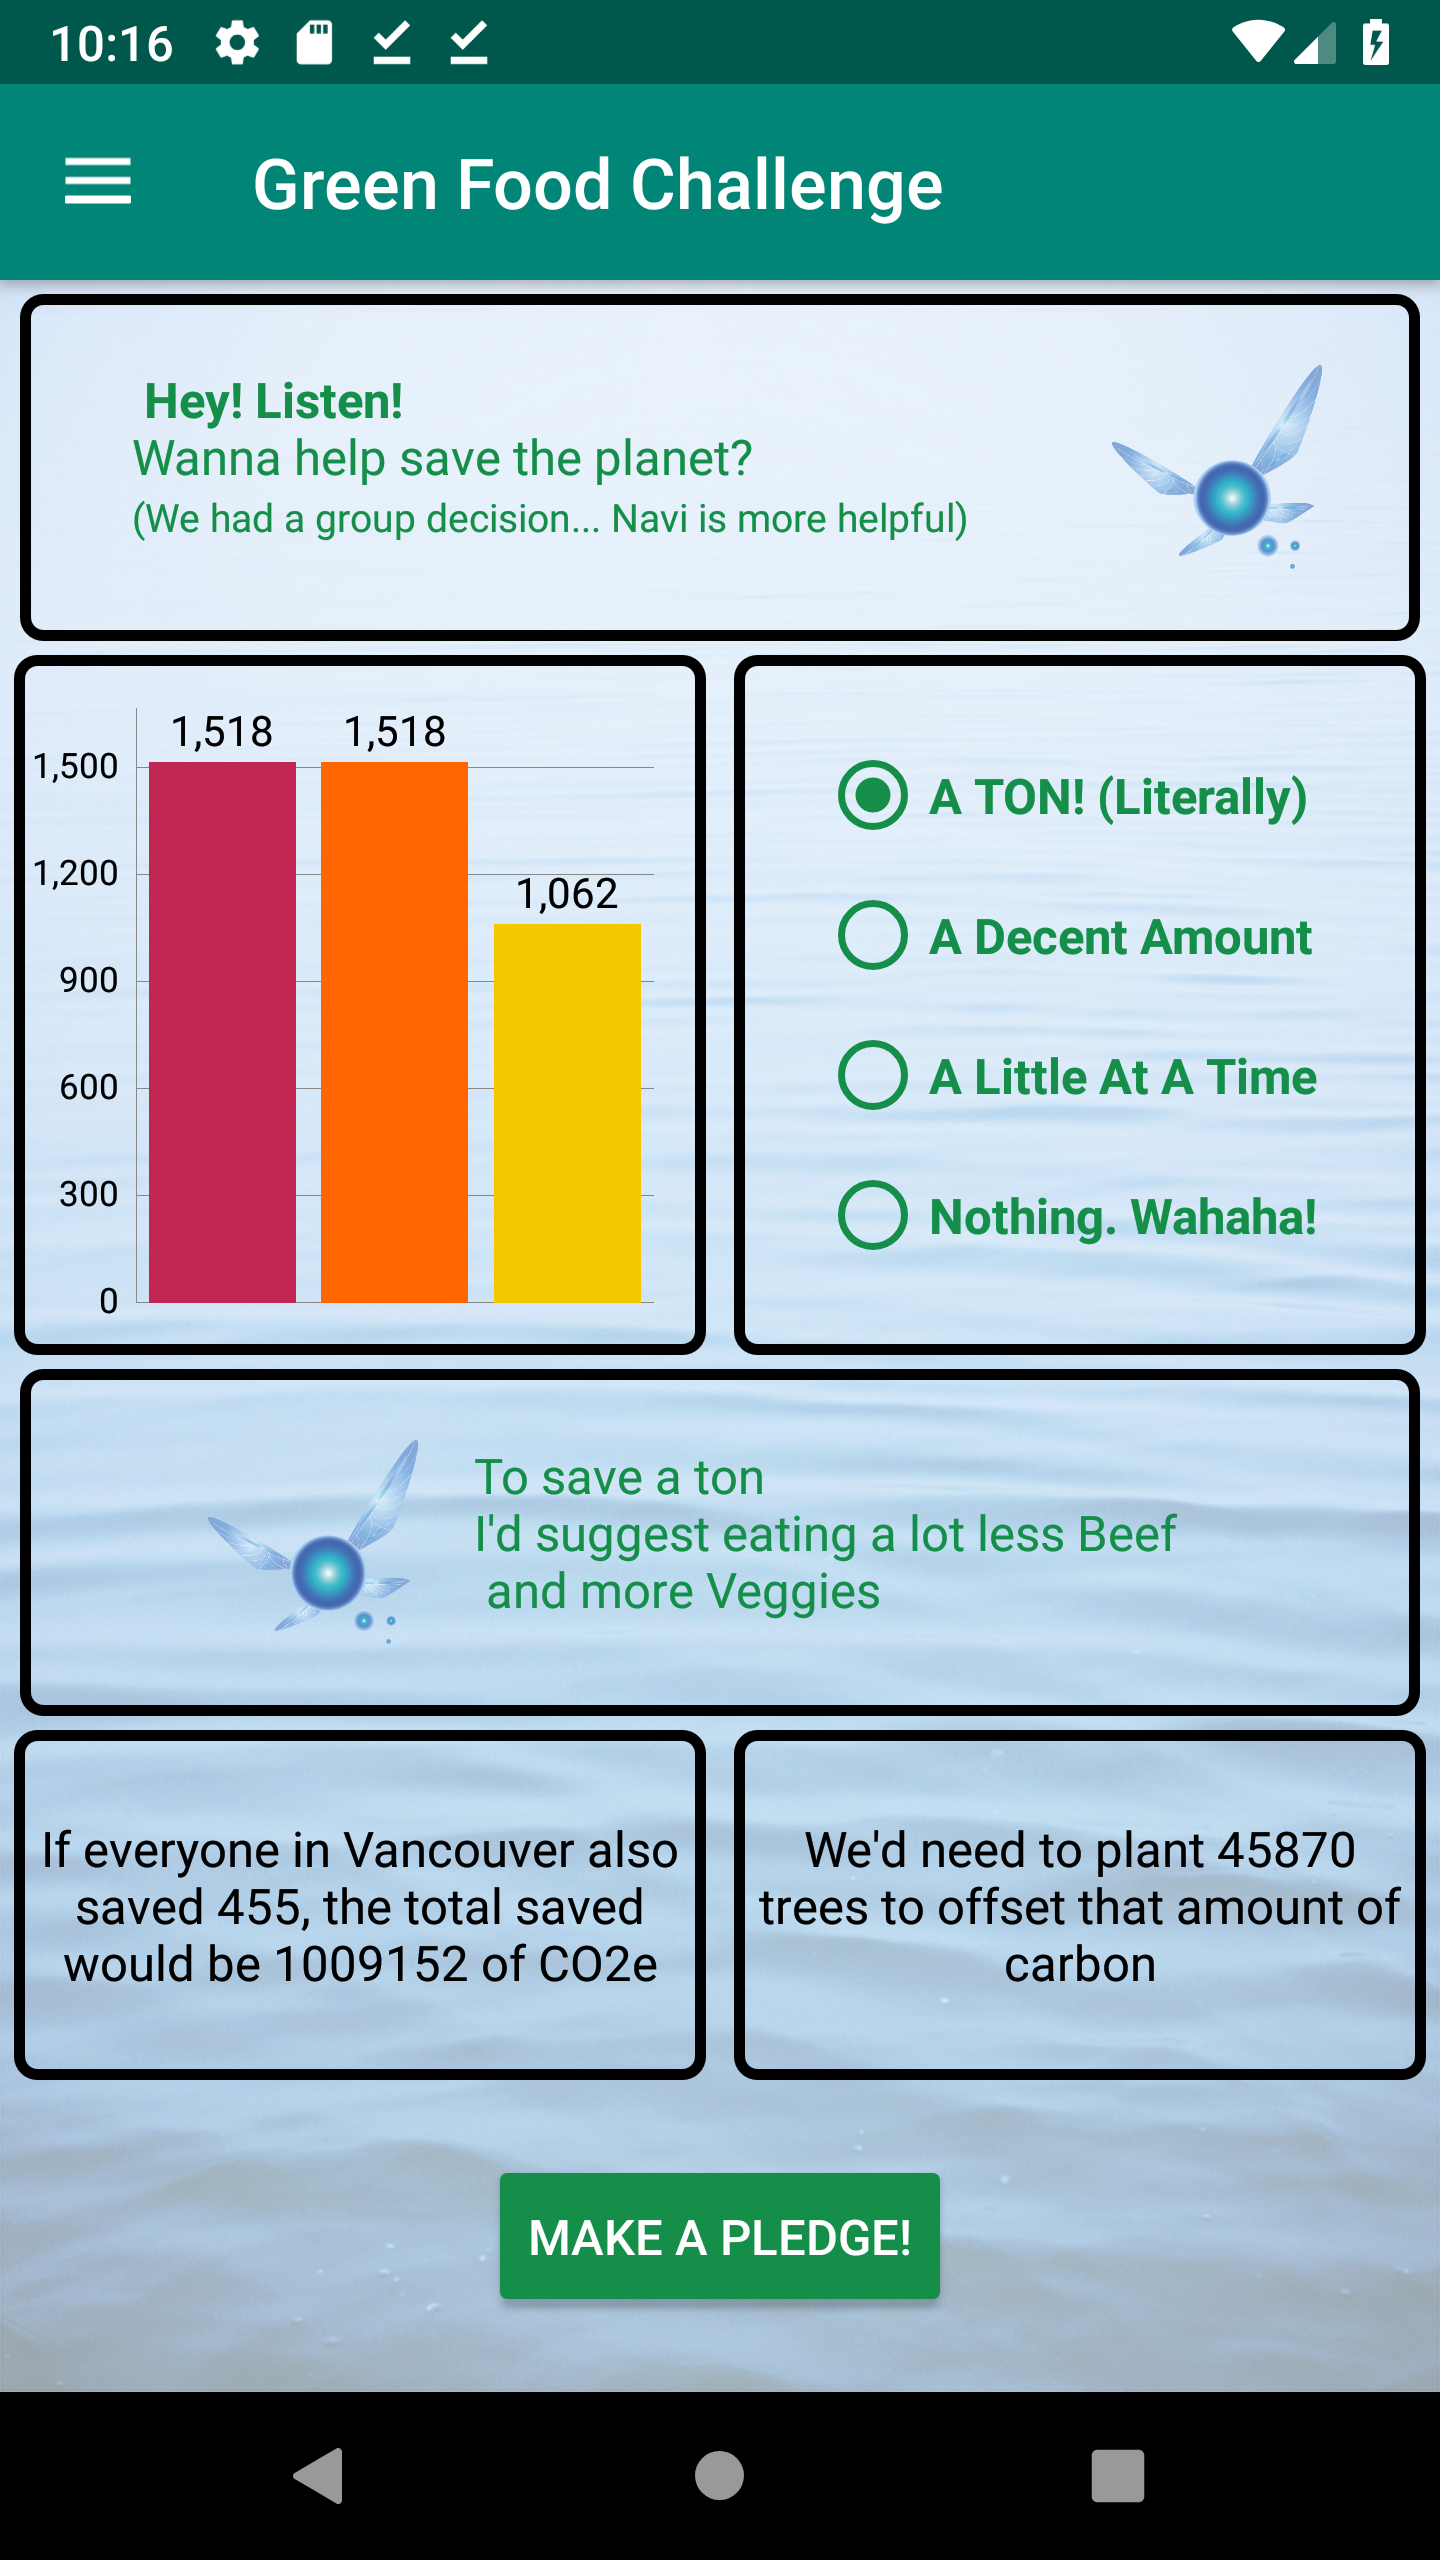 10:16
Green Food Challenge
Hey! Listen!
Wanna help save the planet?
(We had a group decision... Navi is more helpful)
1,518 1,518
1,500
1,200
1,062
900
600
300
0
A TON! (Literally)
A Decent Amount
A Little At A Time
Nothing. Wahaha!
To save a ton
I'd suggest eating a lot less Beef
and more Veggies
If everyone in Vancouver also
saved 455, the total saved
would be 1009152 of CO2e
We'd need to plant 45870
trees to offset that amount of
carbon
MAKE A PLEDGE!